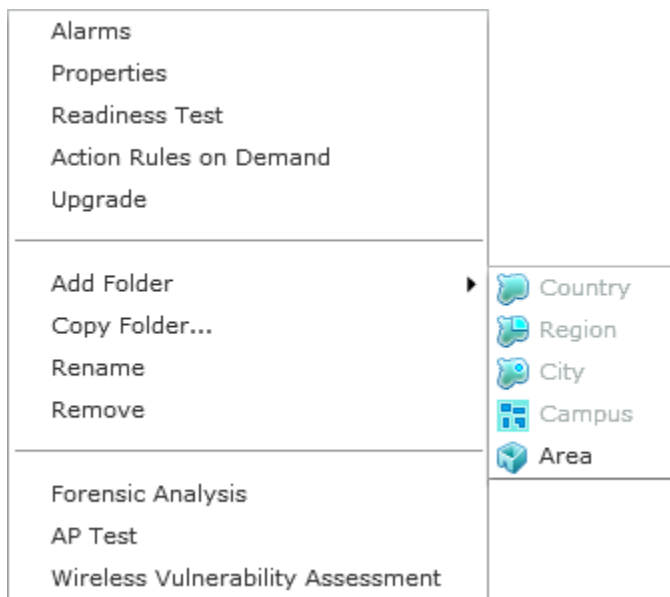 Alarms
Properties
Readiness Test
Action Rules on Demand
Upgrade
Add Folder
Copy Folder...
Rename
Remove
Forensic Analysis
AP Test
Wireless Vulnerability Assessment
Country
Region
City
Campus
Area